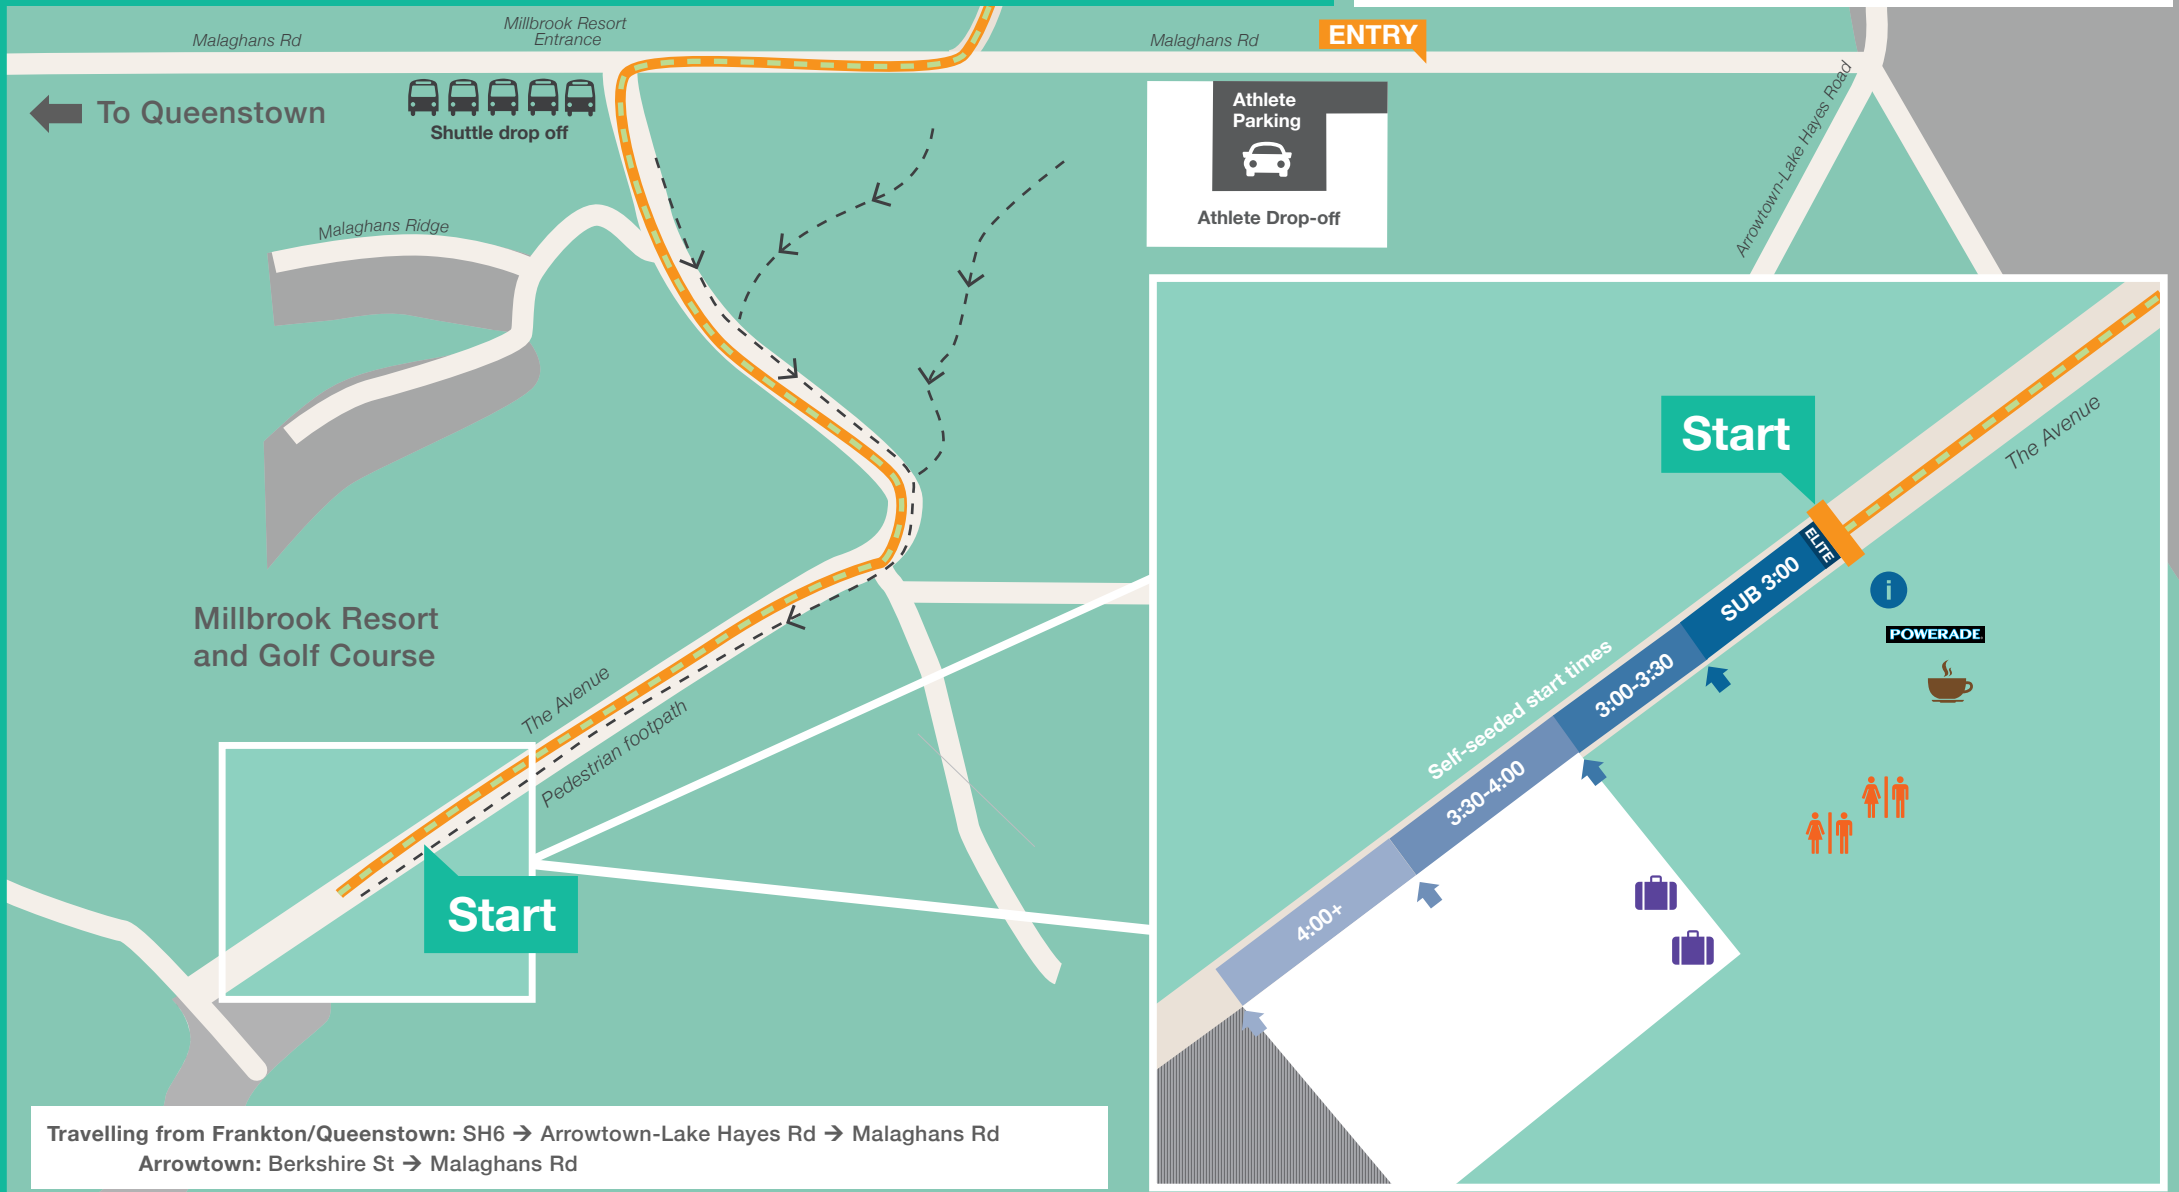 Malaghans Rd
Millbrook Resort
Entrance
Malaghans Rd
ENTRY
To Queenstown
Shuttle drop off
Athlete
Parking
Athlete Drop-off
Arrowtown-Lake Hayes Road
Malaghans Ridge
Millbrook Resort
and Golf Course
The Avenue
Pedestrian footpath
Start
Start
The Avenue
ELITE
SUB 3:00
3:00-3:30
3:30-4:00
4:00+
Self-seeded start times
i
POWERADE
Travelling from Frankton/Queenstown: SH6 → Arrowtown-Lake Hayes Rd → Malaghans Rd
Arrowtown: Berkshire St → Malaghans Rd